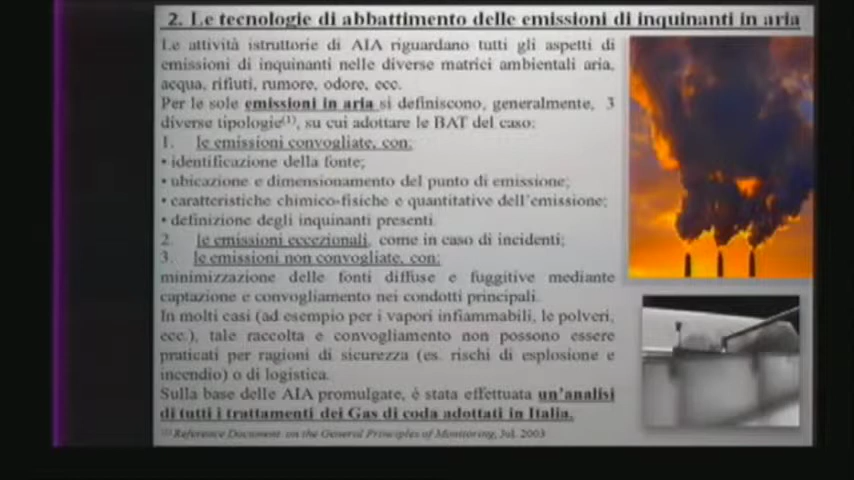 2. Le tecnologie di abbattimento delle emissioni di inquinanti in aria
Le attività istruttorie di AIA riguardano tutti gli aspetti di
emissioni di inquinanti nelle diverse matrici ambientali aria,
acqua, rifiuti, rumore, odore, ecc.
Per le sole emissioni in aria si definiscono, generalmente, 3
diverse tipologie(1), su cui adottare le BAT del caso:
1. le emissioni convogliate, con:
• identificazione della fonte;
• ubicazione e dimensionamento del punto di emissione;
• caratteristiche chimico-fisiche e quantitative dell'emissione;
• definizione degli inquinanti presenti.
2. le emissioni eccezionali, come in caso di incidenti;
3. le emissioni non convogliate, con:
minimizzazione delle fonti diffuse e fuggitive mediante
captazione e convogliamento nei condotti principali.
In molti casi (ad esempio per i vapori infiammabili, le polveri,
ecc.), tale raccolta e convogliamento non possono essere
praticati per ragioni di sicurezza (es. rischi di esplosione e
incendio) o di logistica.
Sulla base delle AIA promulgate, è stata effettuata un'analisi
di tutti i trattamenti dei Gas di coda adottati in Italia.
(1) Reference Document on the General Principles of Monitoring, Jul. 2003